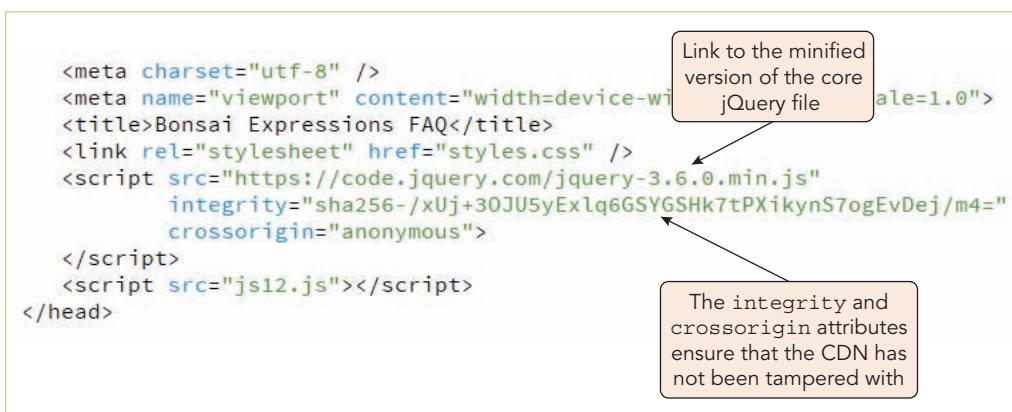 Link to the minified
version of the core
jQuery file
<meta charset="utf-8" />
<meta name="viewport" content="width=device-wi ale=1.0">
<title>Bonsai Expressions FAQ</title>
<link rel="stylesheet" href="styles.css" />
<script src="https://code.jquery.com/jquery-3.6.0.min.js"
integrity="sha256-/xUj+3OJU5yExlq6GSYGSHk7tPXikynS7ogEvDej/m4="
crossorigin="anonymous">
</script>
<script src="js12.js"></script>
</head>
The integrity and
crossorigin attributes
ensure that the CDN has
not been tampered with